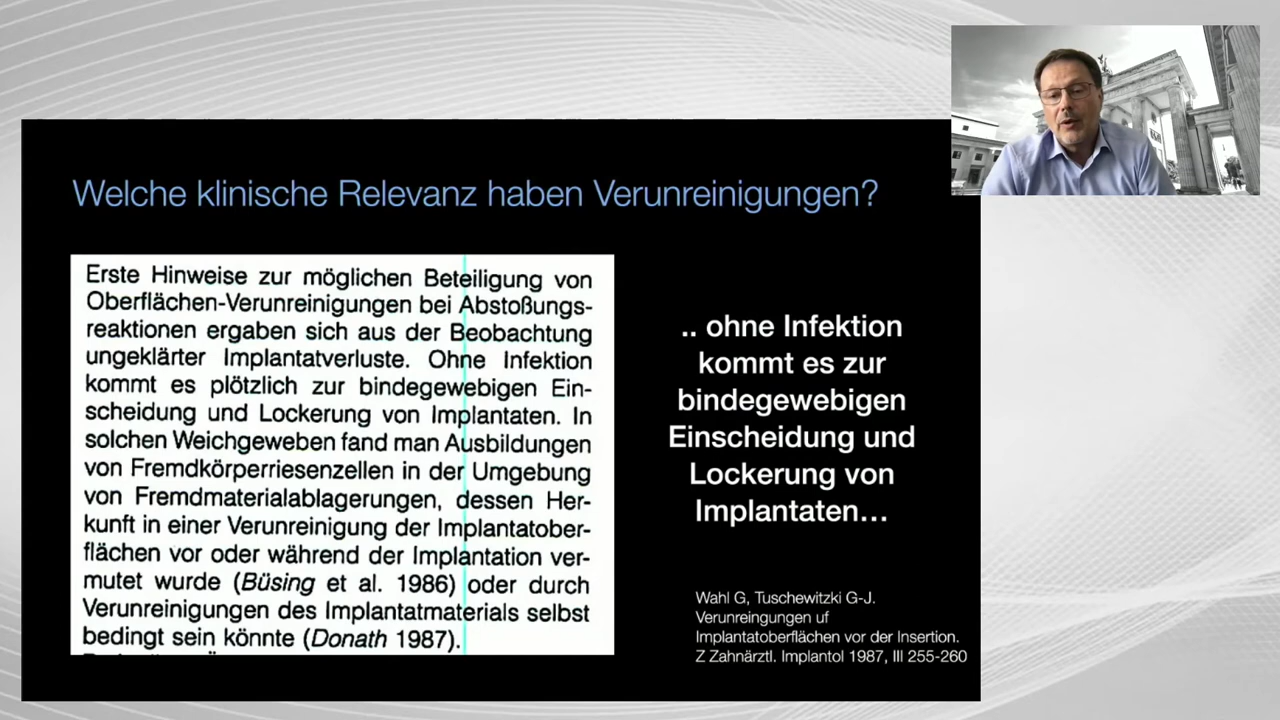 Welche klinische Relevanz haben Verunreinigungen?
Erste Hinweise zur möglichen Beteiligung von
Oberflächen-Verunreinigungen bei Abstoßungs-
reaktionen ergaben sich aus der Beobachtung
ungeklärter Implantatverluste. Ohne Infektion
kommt es plötzlich zur bindegewebigen Ein-
scheidung und Lockerung von Implantaten. In
solchen Weichgeweben fand man Ausbildungen
von Fremdkörperriesenzellen in der Umgebung
von Fremdmaterialablagerungen, dessen Her-
kunft in einer Verunreinigung der Implantatober-
flächen vor oder während der Implantation ver-
mutet wurde (Büsing et al. 1986) oder durch
Verunreinigungen des Implantatmaterials selbst
bedingt sein könnte (Donath 1987).
.. ohne Infektion
kommt es zur
bindegewebigen
Einscheidung und
Lockerung von
Implantaten...
Wahl G, Tuschewitzki G-J.
Verunreingungen uf
Implantatoberflächen vor der Insertion.
Z Zahnärztl. Implantol 1987, III 255-260